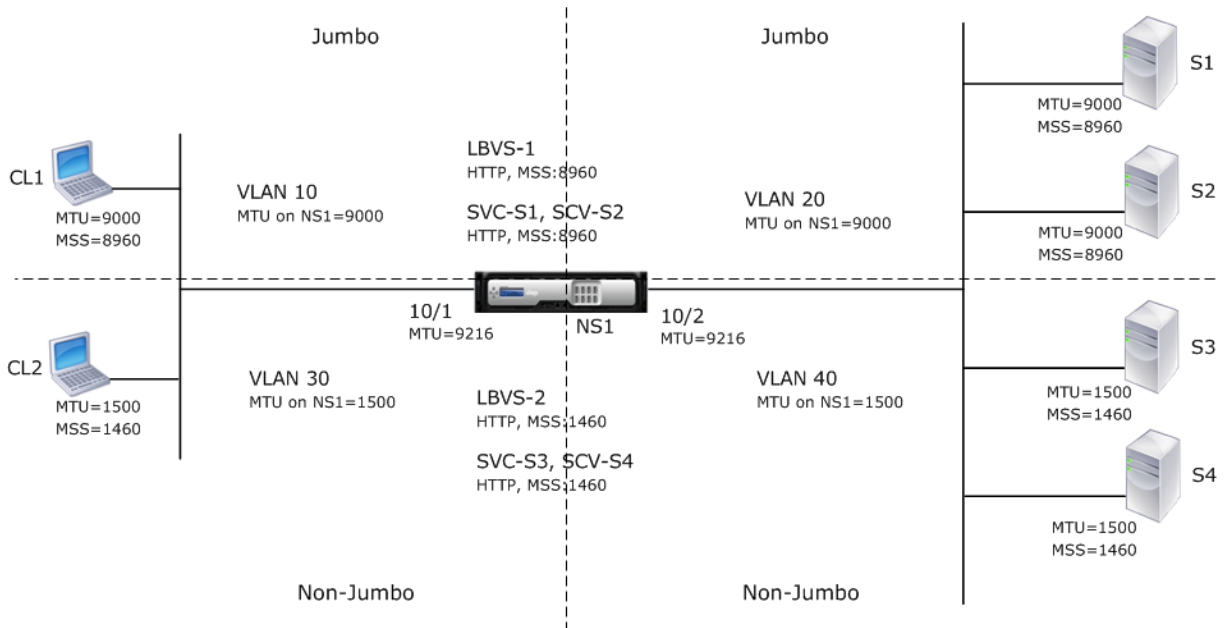 Jumbo
Jumbo
S1
MTU=9000
MSS=8960
LBVS-1
HTTP, MSS:8960
CL1
VLAN 10
MTU on NS1=9000
MTU=9000
MSS=8960
SVC-S1, SCV-S2
HTTP, MSS:8960
VLAN 20
MTU on NS1=9000
S2
MTU=9000
MSS=8960
10/1
MTU=9216
NS1
10/2
MTU=9216
S3
CL2
VLAN 30
MTU on NS1=1500
MTU=1500
MSS=1460
LBVS-2
HTTP, MSS:1460
VLAN 40
MTU on NS1=1500
MTU=1500
MSS=1460
SVC-S3, SCV-S4
HTTP, MSS:1460
S4
MTU=1500
MSS=1460
Non-Jumbo
Non-Jumbo